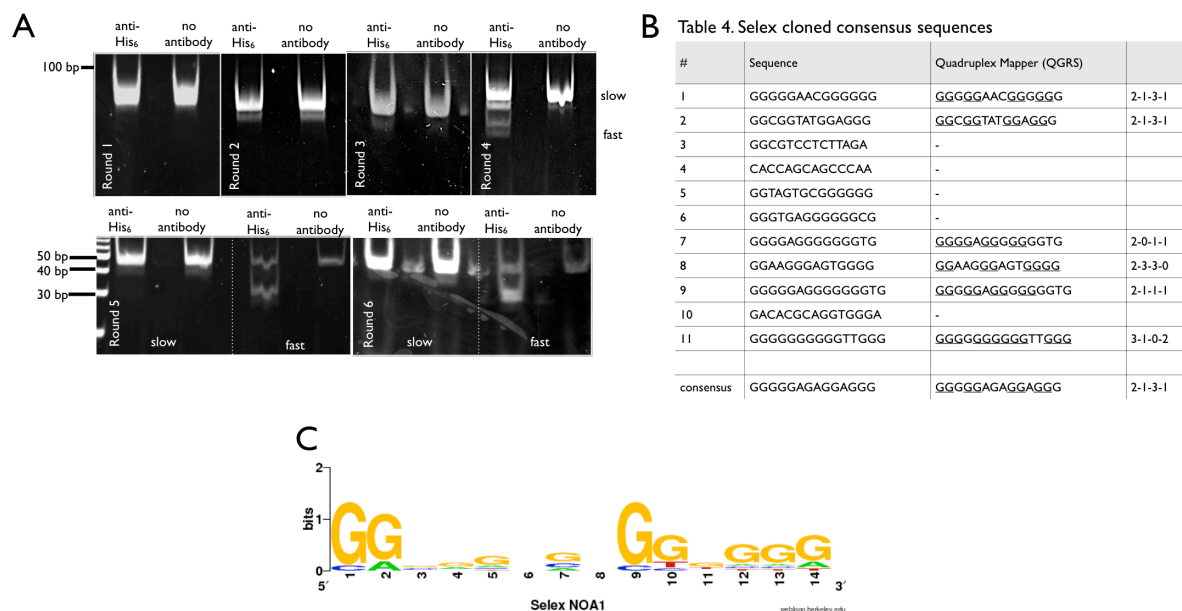 A
anti-His₆ no antibody anti-His₆ no antibody anti-His₆ no antibody anti-His₆ no antibody
100 bp
slow
fast
Round 1 Round 2 Round 3 Round 4
anti-His₆ no antibody anti-His₆ no antibody anti-His₆ no antibody anti-His₆ no antibody
50 bp
40 bp
30 bp
Round 5 slow fast Round 6 slow fast
B Table 4. Selex cloned consensus sequences
# Sequence Quadruplex Mapper (QGRS)
1 GGGGGAACGGGGGG GGGGGAACGGGGGG 2-1-3-1
2 GGCGGTATGGAGGG GGCGGTATGGAGGG 2-1-3-1
3 GGCGTCCTCTTAGA -
4 CACCAGCAGCCCAA -
5 GGTAGTGCGGGGGG -
6 GGGTGAGGGGGGCG -
7 GGGGAGGGGGGGTG GGGGAGGGGGGGTG 2-0-1-1
8 GGAAGGGAGTGGGG GGAAGGGAGTGGGG 2-3-3-0
9 GGGGGAGGGGGGGTG GGGGGAGGGGGGGTG 2-1-1-1
10 GACACGCAGGTGGGA -
11 GGGGGGGGGGTTGGG GGGGGGGGGGTTGGG 3-1-0-2
consensus GGGGGAGAGGAGGG GGGGGAGAGGAGGG 2-1-3-1
C
2
1
0
bits
5′ 1 2 3 4 5 6 7 8 9 10 11 12 13 14 3′
Selex NOA1
weblogo.berkeley.edu